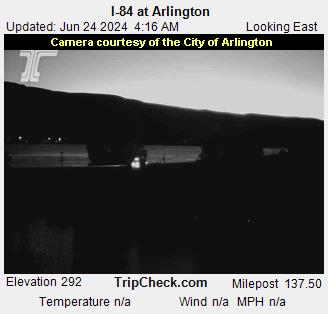 I-84 at Arlington
Updated: Jun 24 2024 4:16 AM Looking East
Camera courtesy of the City of Arlington
Elevation 292 TripCheck.com Milepost 137.50
Temperature n/a Wind n/a MPH n/a